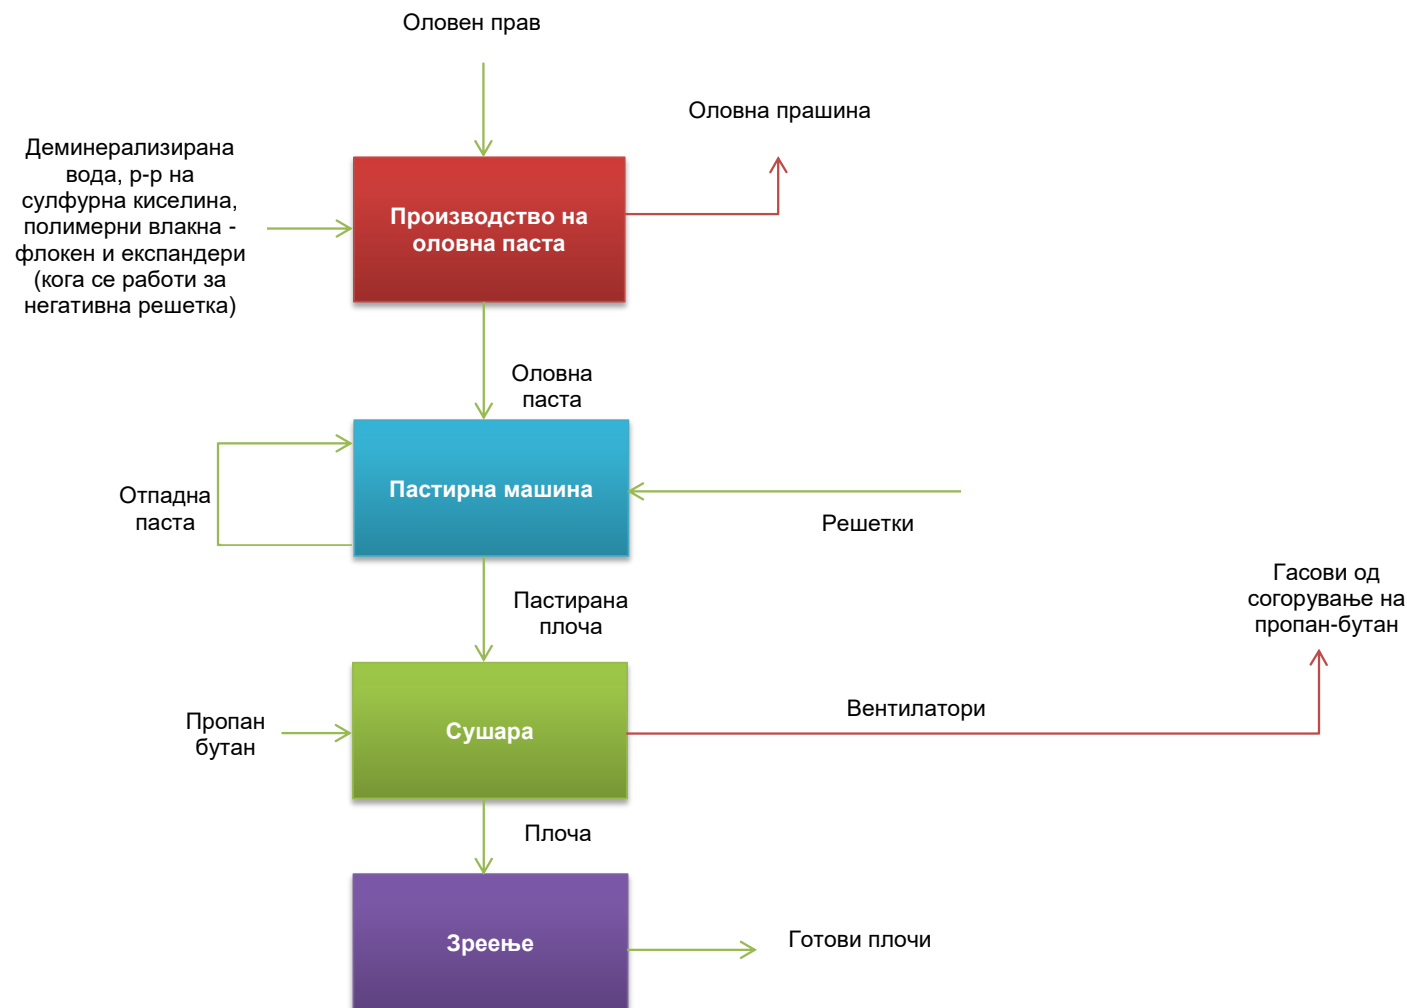 Оловен прав
Оловна прашина
Деминерализирана
вода, р-р на
сулфурна киселина,
полимерни влакна -
флокен и експандери
(кога се работи за
негативна решетка)
Производство на
оловна паста
Оловна
паста
Отпадна
паста
Пастирна машина
Решетки
Пастирана
плоча
Гасови од
согорување на
пропан-бутан
Пропан
бутан
Сушара
Вентилатори
Плоча
Зреење
Готови плочи